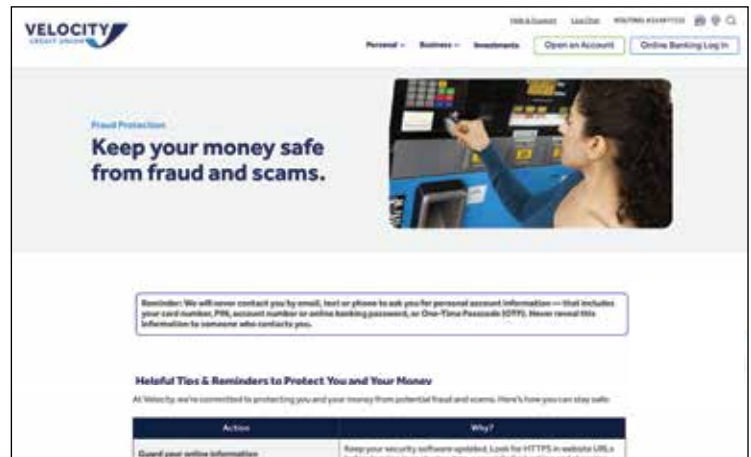 Help & Support Live Chat ROUTING
VELOCITY
CREDIT UNION
Personal Business Investments Open an Account Online Banking Log In
Fraud Protection
Keep your money safe
from fraud and scams.
Reminder: We will never contact you by email, text or phone to ask you for personal account information — that includes
your card number, PIN, account number or online banking password, or One-Time Passcode (OTP). Never reveal this
information to someone who contacts you.
Helpful Tips & Reminders to Protect You and Your Money
At Velocity, we're committed to protecting you and your money from potential fraud and scams. Here's how you can stay safe:
Action Why?
Guard your online information Keep your security software updated. Look for HTTPS in website URLs